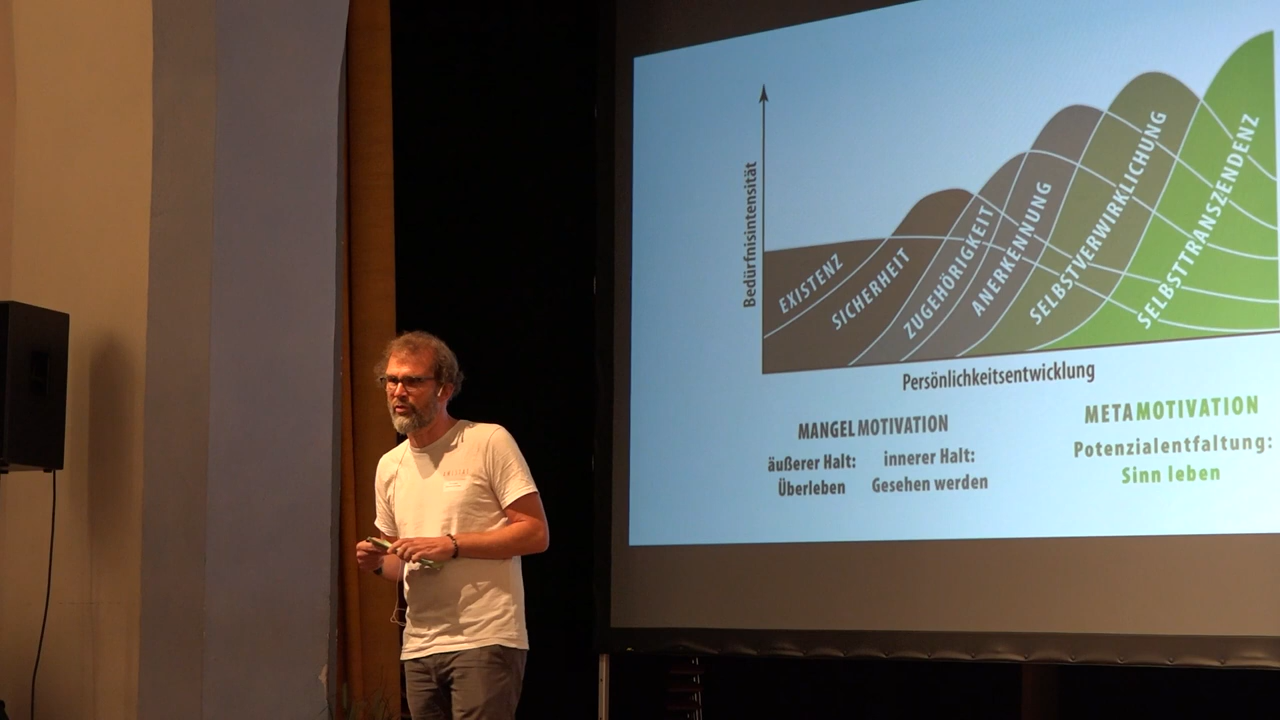 Bedürfnisintensität
EXISTENZ
SICHERHEIT
ZUGEHÖRIGKEIT
ANERKENNUNG
SELBSTVERWIRKLICHUNG
SELBSTTRANSZENDENZ
Persönlichkeitsentwicklung
MANGELMOTIVATION
äußerer Halt:
Überleben
innerer Halt:
Gesehen werden
METAMOTIVATION
Potenzialentfaltung:
Sinn leben